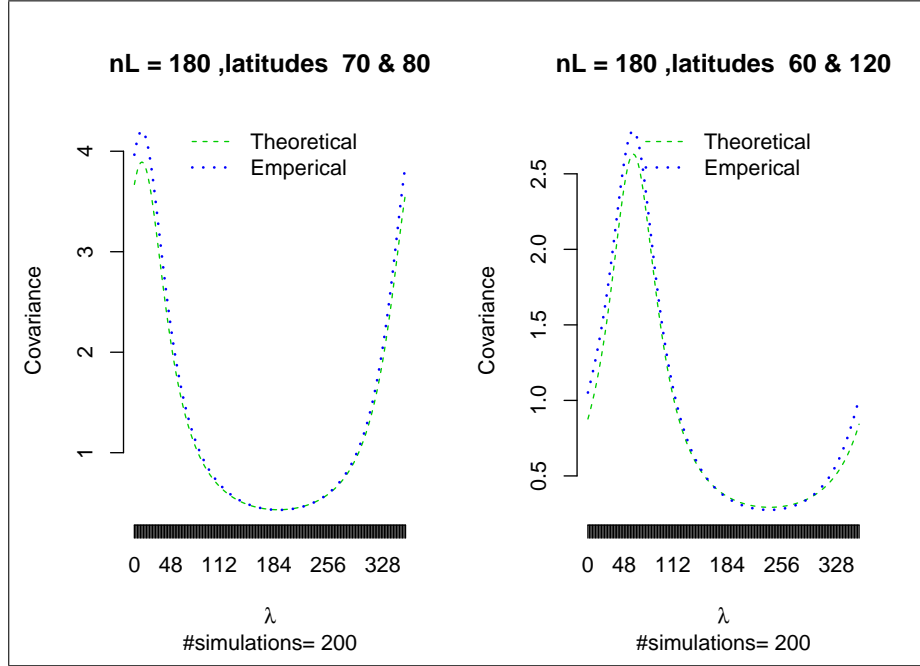 nL = 180 ,latitudes 70 & 80
Theoretical
Emperical
Covariance
4
3
2
1
0 48 112 184 256 328
λ
#simulations= 200
nL = 180 ,latitudes 60 & 120
Theoretical
Emperical
Covariance
2.5
2.0
1.5
1.0
0.5
0 48 112 184 256 328
λ
#simulations= 200